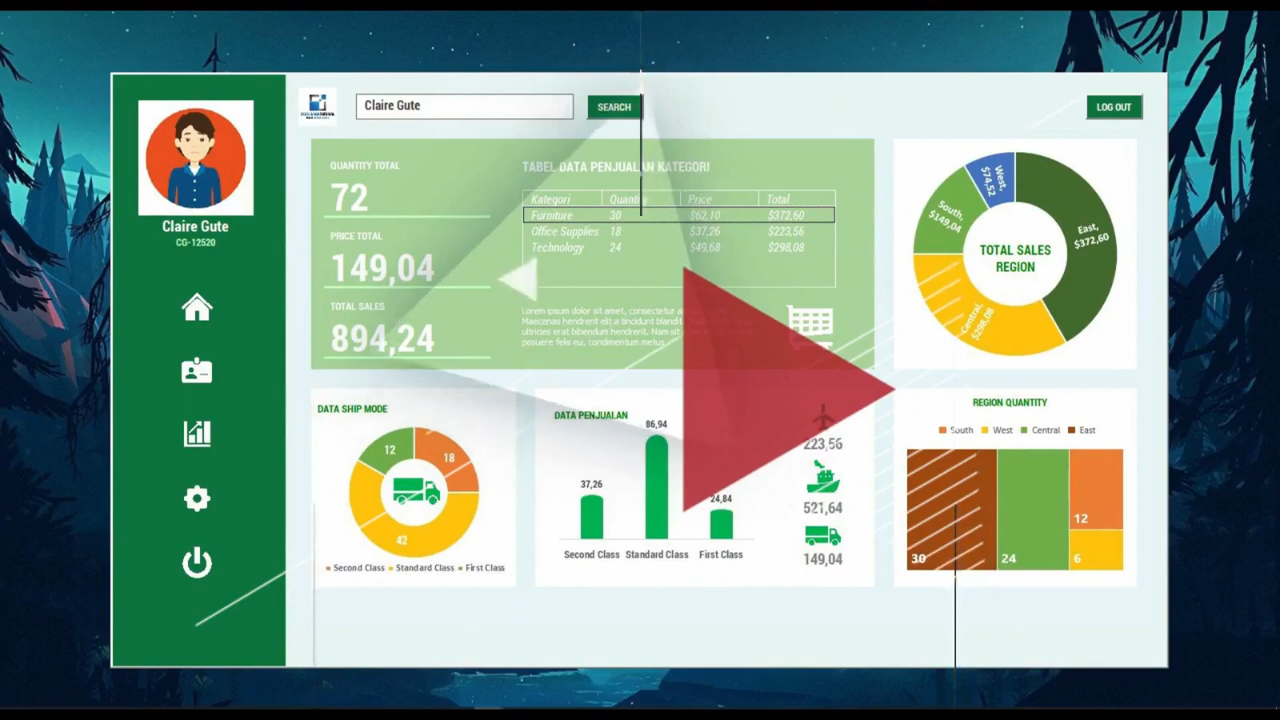 Claire Gute
SEARCH
LOG OUT
Claire Gute
CG-12520
QUANTITY TOTAL
72
PRICE TOTAL
149,04
TOTAL SALES
894,24
TABEL DATA PENJUALAN KATEGORI
Kategori Quantity Price Total
Furniture 30 $62,10 $372,60
Office Supplies 18 $37,26 $223,56
Technology 24 $49,68 $298,08
Lorem ipsum dolor sit amet, consectetur
Maecenas hendrerit elit a tincidunt blandit
ultricies erat bibendum hendrerit. Nam sit
posuere felis eu, condimentum metus
West, $74,52
South, $149,04
East, $372,60
Central, $298,08
TOTAL SALES
REGION
DATA SHIP MODE
12
18
42
Second Class Standard Class First Class
DATA PENJUALAN
86,94
37,26
24,84
Second Class Standard Class First Class
223,56
521,64
149,04
REGION QUANTITY
South West Central East
30
24
12
6